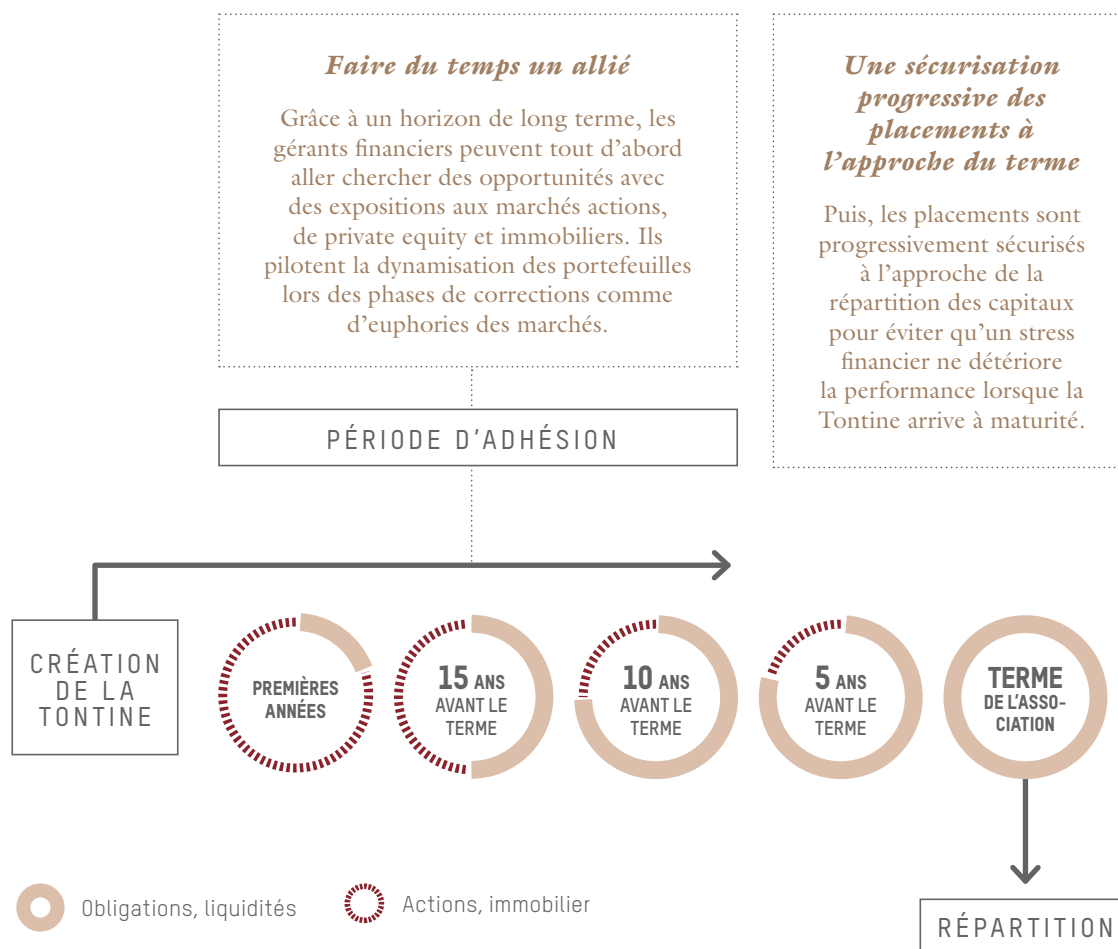 Faire du temps un allié
Grâce à un horizon de long terme, les
gérants financiers peuvent tout d’abord
aller chercher des opportunités avec
des expositions aux marchés actions,
de private equity et immobiliers. Ils
pilotent la dynamisation des portefeuilles
lors des phases de corrections comme
d’euphories des marchés.
Une sécurisation
progressive des
placements à
l’approche du terme
Puis, les placements sont
progressivement sécurisés
à l’approche de la
répartition des capitaux
pour éviter qu’un stress
financier ne détériore
la performance lorsque la
Tontine arrive à maturité.
PÉRIODE D’ADHÉSION
CRÉATION
DE LA
TONTINE
PREMIÈRES
ANNÉES
15 ANS
AVANT LE
TERME
10 ANS
AVANT LE
TERME
5 ANS
AVANT LE
TERME
TERME
DE L’ASSO-
CIATION
Obligations, liquidités
Actions, immobilier
RÉPARTITION